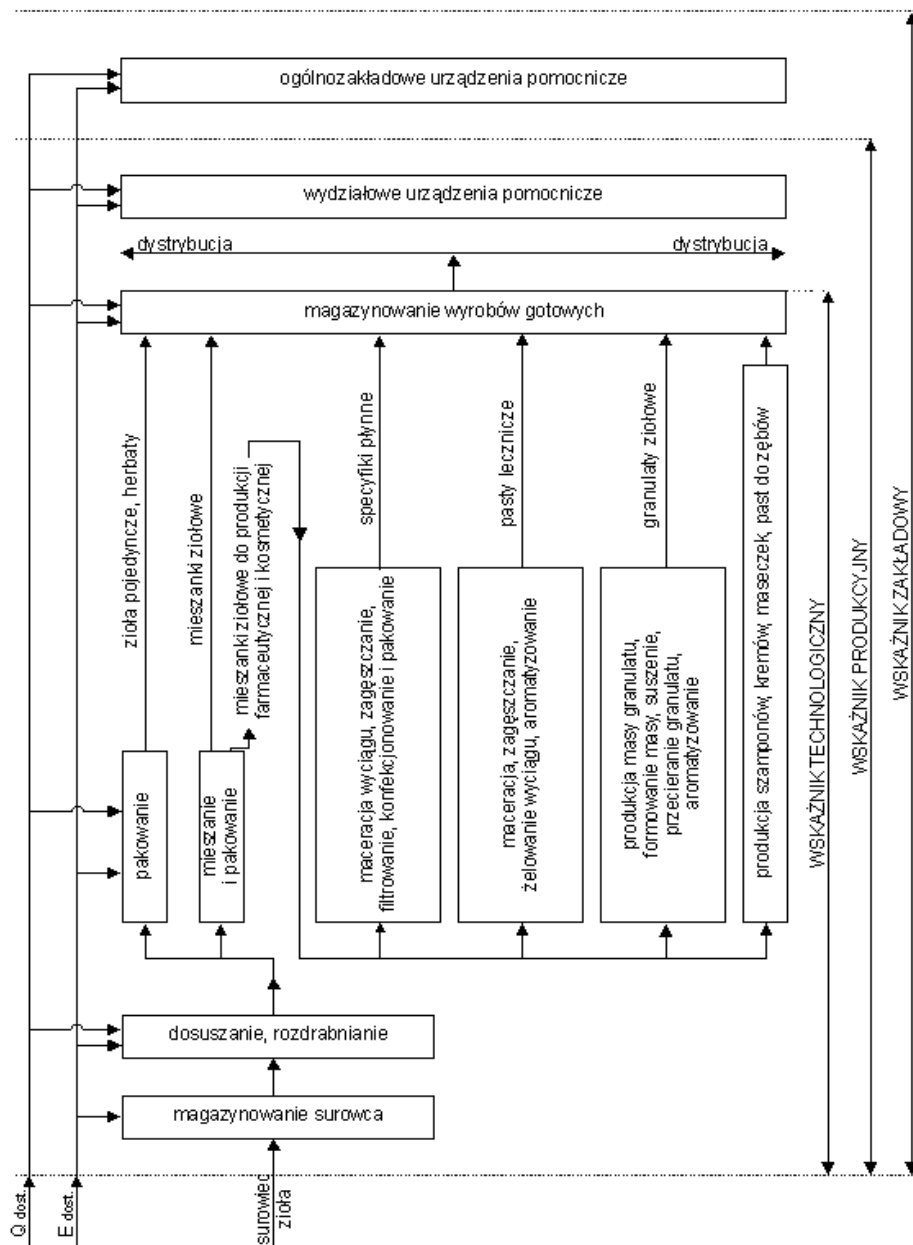 ogólnozakładowe urządzenia pomocnicze
wydziałowe urządzenia pomocnicze
dystrybucja
dystrybucja
magazynowanie wyrobów gotowych
zioła pojedyncze, herbaty
mieszanki ziołowe
mieszanki ziołowe do produkcji
farmaceutycznej i kosmetycznej
specyfiki płynne
pasty lecznicze
granulaty ziołowe
pakowanie
mieszanie
i pakowanie
maceracja wyciągu, zagęszczanie,
filtrowanie, konfekcjonowanie i pakowanie
maceracja, zagęszczanie,
żelowanie wyciągu, aromatyzowanie
produkcja masy granulatu,
formowanie masy, suszenie,
przecieranie granulatu,
aromatyzowanie
produkcja szamponów, kremów, maseczek, past do zębów
WSKAŹNIK TECHNOLOGICZNY
WSKAŹNIK PRODUKCYJNY
WSKAŹNIK ZAKŁADOWY
dosuszanie, rozdrabnianie
magazynowanie surowca
Q dost.
E dost.
surowiec
zioła